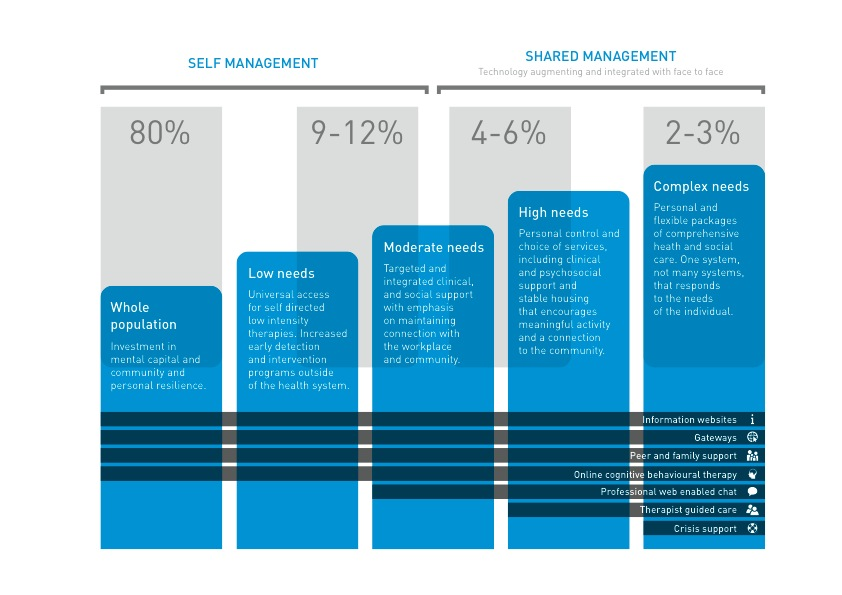 SELF MANAGEMENT
SHARED MANAGEMENT
Technology augmenting and integrated with face to face
80%
9-12%
4-6%
2-3%
Whole
population
Investment in
mental capital and
community and
personal resilience.
Low needs
Universal access
for self directed
low intensity
therapies. Increased
early detection
and intervention
programs outside
of the health system.
Moderate needs
Targeted and
integrated clinical,
and social support
with emphasis
on maintaining
connection with
the workplace
and community.
High needs
Personal control and
choice of services,
including clinical
and psychosocial
support and
stable housing
that encourages
meaningful activity
and a connection
to the community.
Complex needs
Personal and
flexible packages
of comprehensive
heath and social
care. One system,
not many systems,
that responds
to the needs
of the individual.
Information websites
Gateways
Peer and family support
Online cognitive behavioural therapy
Professional web enabled chat
Therapist guided care
Crisis support